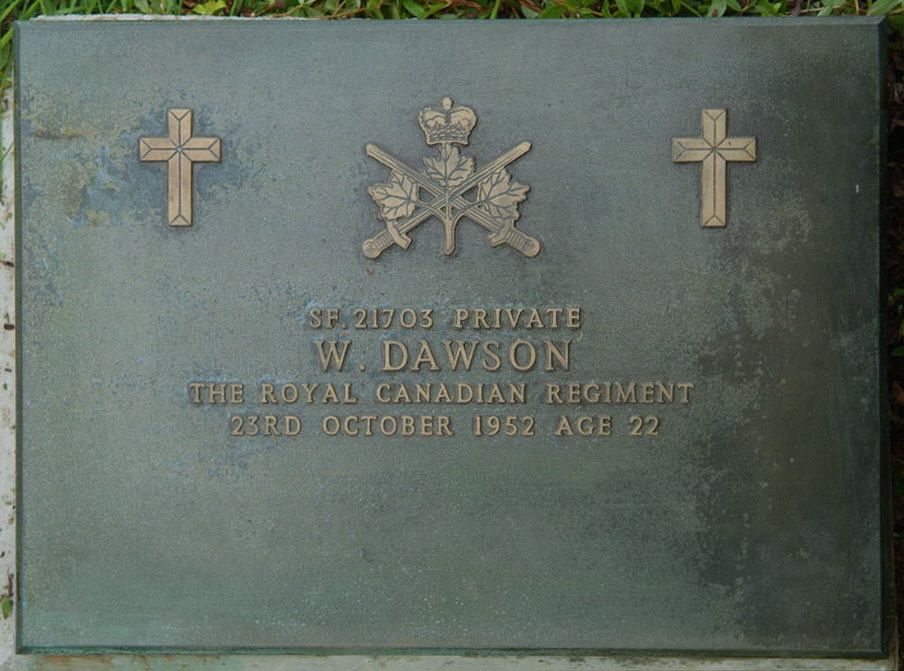 SF. 21703 PRIVATE
W. DAWSON
THE ROYAL CANADIAN REGIMENT
23RD OCTOBER 1952 AGE 22